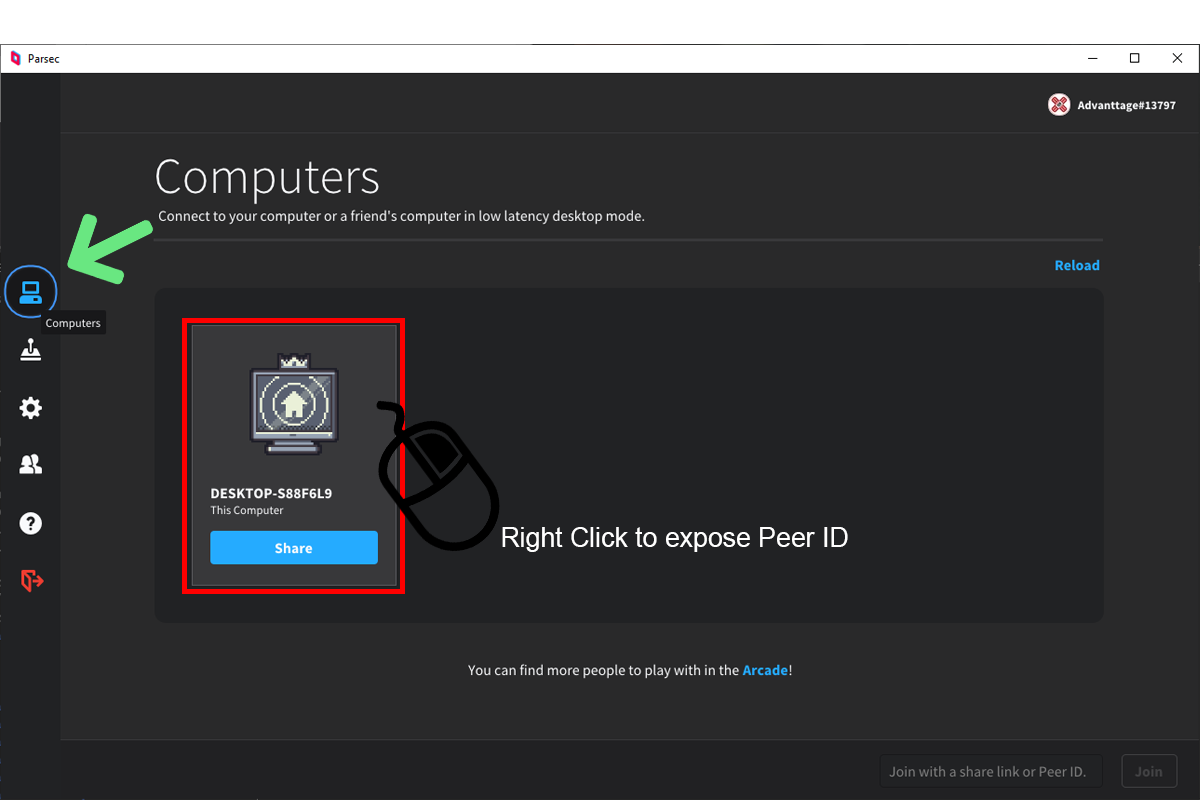 Parsec
Advanttage#13797
Computers
Connect to your computer or a friend's computer in low latency desktop mode.
Reload
Computers
DESKTOP-S88F6L9
This Computer
Share
Right Click to expose Peer ID
You can find more people to play with in the Arcade!
Join with a share link or Peer ID.
Join